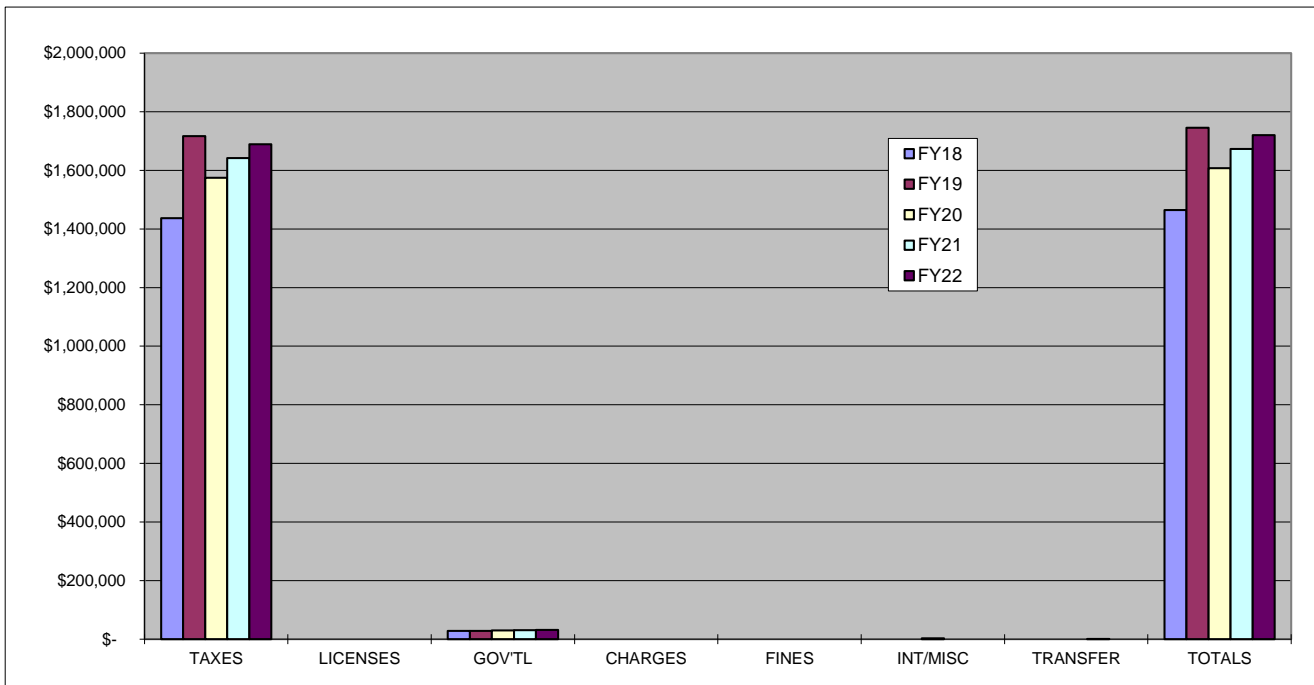 $2,000,000
$1,800,000
$1,600,000
$1,400,000
$1,200,000
$1,000,000
$800,000
$600,000
$400,000
$200,000
$-
FY18
FY19
FY20
FY21
FY22
TAXES LICENSES GOV'TL CHARGES FINES INT/MISC TRANSFER TOTALS